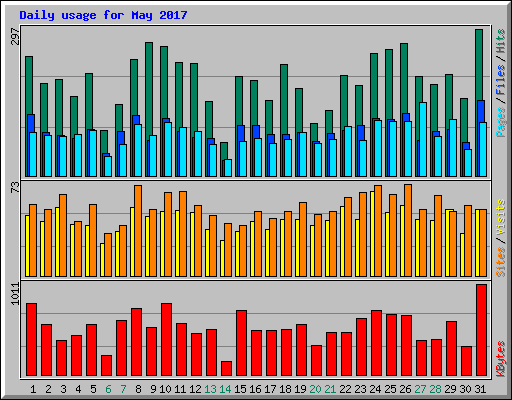 Daily usage for May 2017
297
Pages / Files / Hits
73
Sites / Visits
1011
KBytes
1 2 3 4 5 6 7 8 9 10 11 12 13 14 15 16 17 18 19 20 21 22 23 24 25 26 27 28 29 30 31